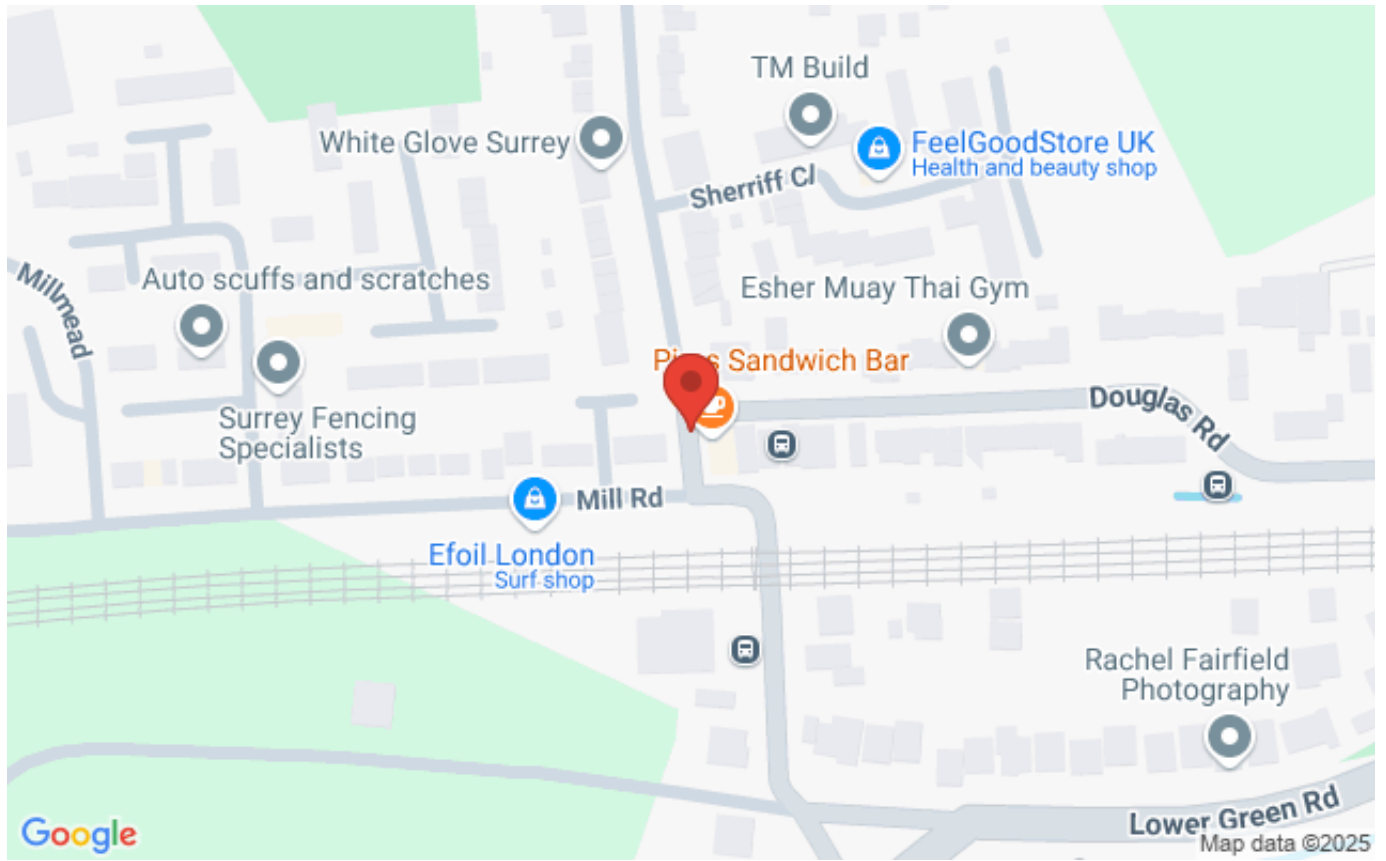 TM Build
White Glove Surrey
FeelGoodStore UK
Health and beauty shop
Sherriff Cl
Millmead
Auto scuffs and scratches
Esher Muay Thai Gym
Sandwich Bar
Douglas Rd
Surrey Fencing
Specialists
Mill Rd
Efoil London
Surf shop
Rachel Fairfield
Photography
Lower Green Rd
Google
Map data ©2025